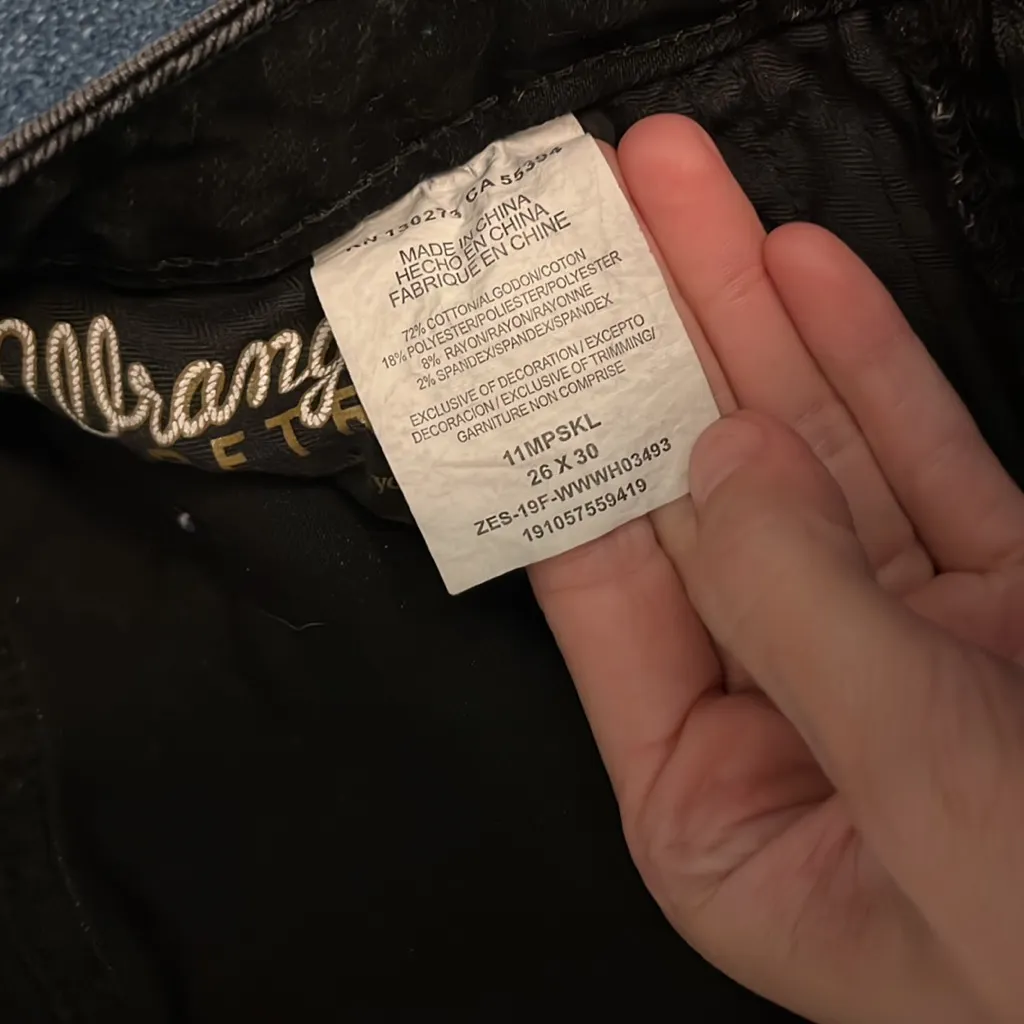 RN 130273 CA 55394
MADE IN CHINA
HECHO EN CHINA
FABRIQUE EN CHINE
72% COTTON/ALGODON/COTON
18% POLYESTER/POLIESTER/POLYESTER
8% RAYON/RAYON/RAYONNE
2% SPANDEX/SPANDEX/SPANDEX
EXCLUSIVE OF DECORATION / EXCEPTO
DECORACION / EXCLUSIVE OF TRIMMING/
GARNITURE NON COMPRISE
11MPSKL
26 X 30
ZES-19F-WWWH03493
191057559419
Wrang
ETR